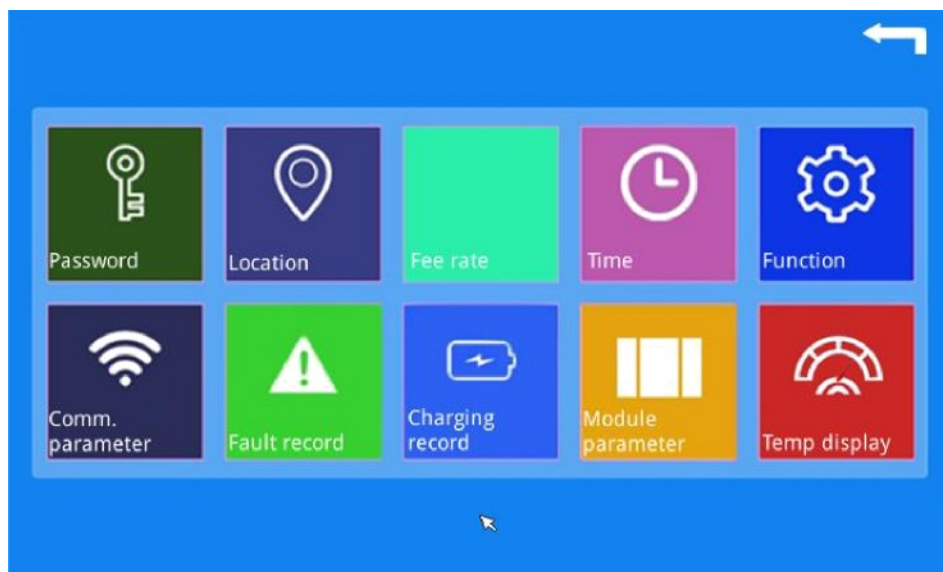 Password
Location
Fee rate
Time
Function
Comm.
parameter
Fault record
Charging
record
Module
parameter
Temp display